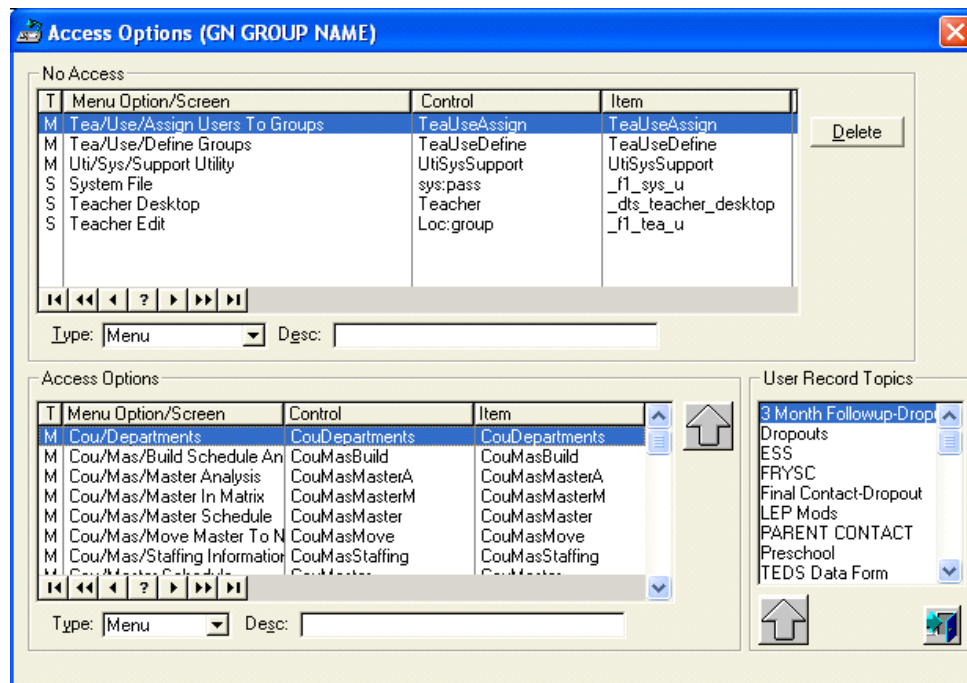 Access Options (GN GROUP NAME)
No Access
T Menu Option/Screen Control Item
M Tea/Use/Assign Users To Groups TeaUseAssign TeaUseAssign
M Tea/Use/Define Groups TeaUseDefine TeaUseDefine
M Uti/Sys/Support Utility UtiSysSupport UtiSysSupport
S System File sys:pass _f1_sys_u
S Teacher Desktop Teacher _dts_teacher_desktop
S Teacher Edit Loc:group _f1_tea_u
Delete
?
Type: Menu Desc:
Access Options
T Menu Option/Screen Control Item
M Cou/Departments CouDepartments CouDepartments
M Cou/Mas/Build Schedule An CouMasBuild CouMasBuild
M Cou/Mas/Master Analysis CouMasMasterA CouMasMasterA
M Cou/Mas/Master In Matrix CouMasMasterM CouMasMasterM
M Cou/Mas/Master Schedule CouMasMaster CouMasMaster
M Cou/Mas/Move Master To N CouMasMove CouMasMove
M Cou/Mas/Staffing Information CouMasStaffing CouMasStaffing
?
Type: Menu Desc:
User Record Topics
3 Month Followup-Drop
Dropouts
ESS
FRYSC
Final Contact-Dropout
LEP Mods
PARENT CONTACT
Preschool
TEDS Data Form